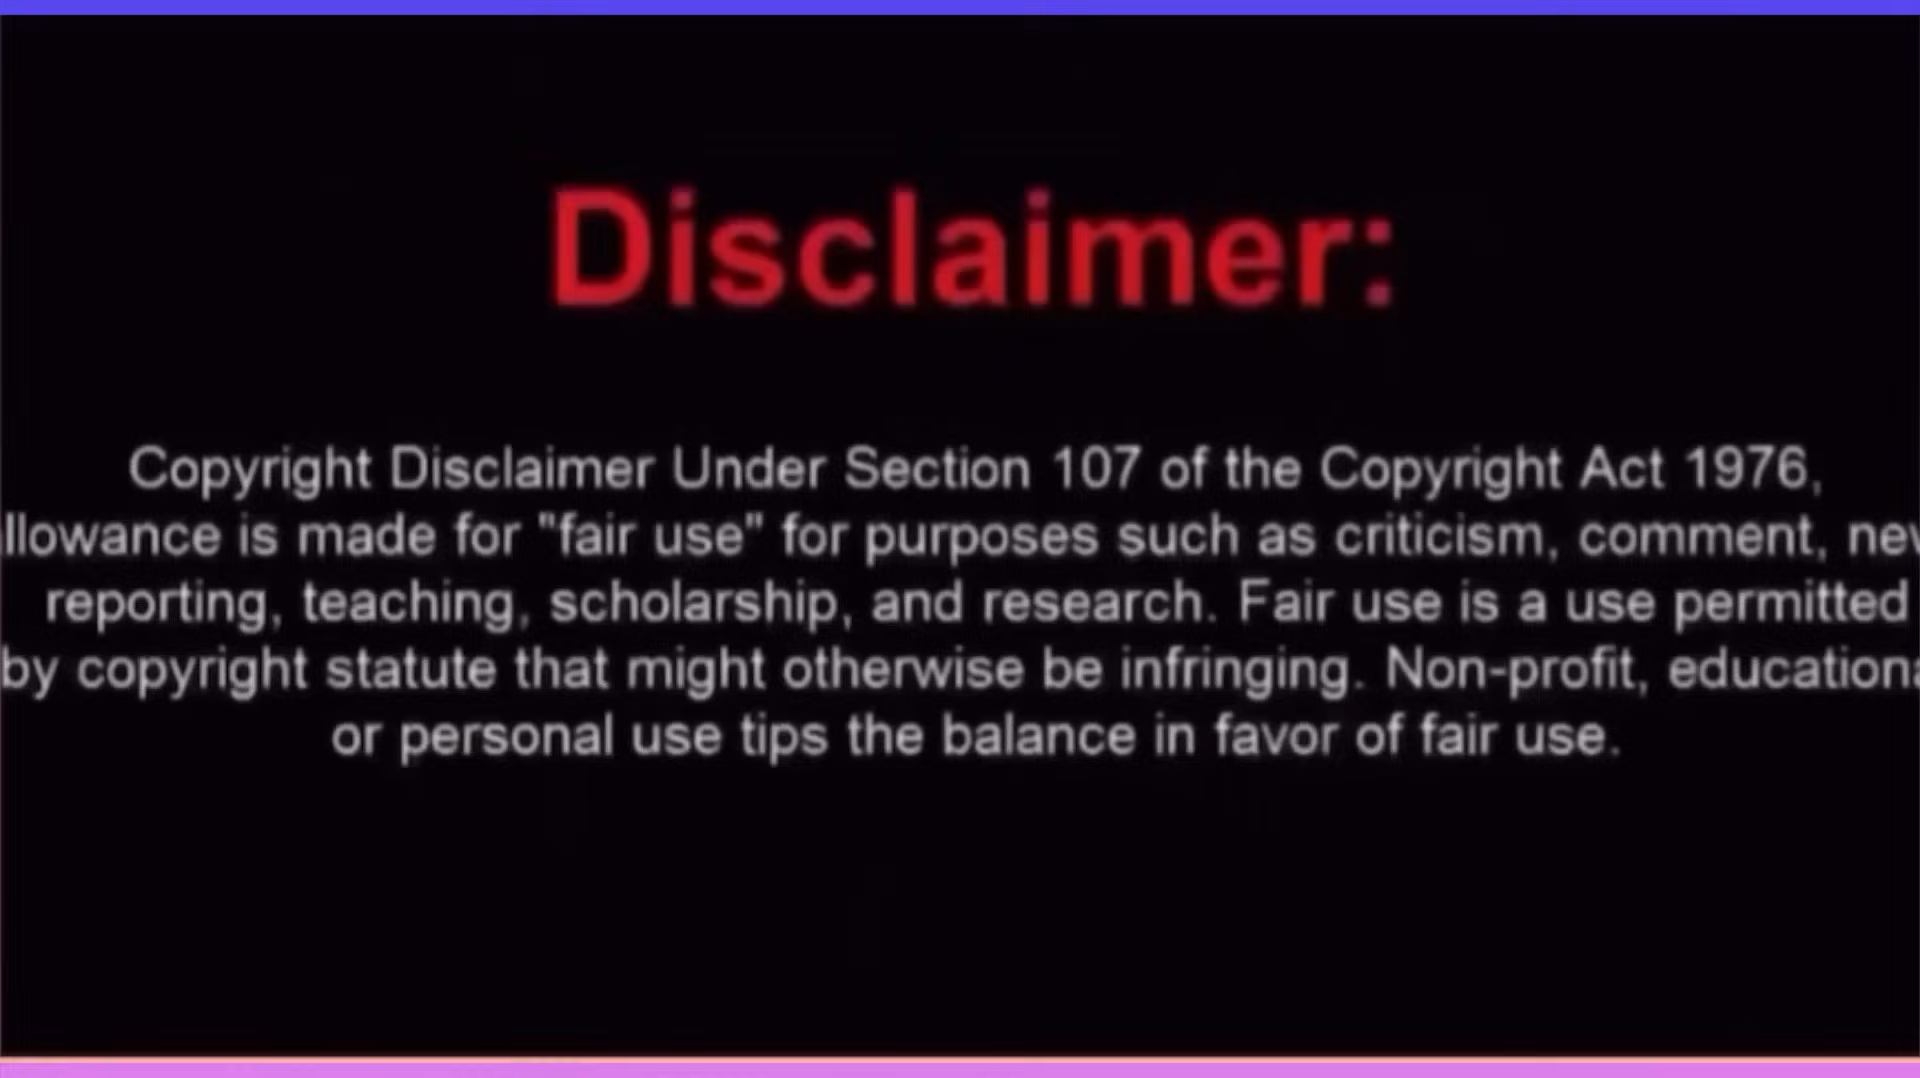 Disclaimer:
Copyright Disclaimer Under Section 107 of the Copyright Act 1976,
llowance is made for "fair use" for purposes such as criticism, comment, nev
reporting, teaching, scholarship, and research. Fair use is a use permitted
by copyright statute that might otherwise be infringing. Non-profit, educationa
or personal use tips the balance in favor of fair use.